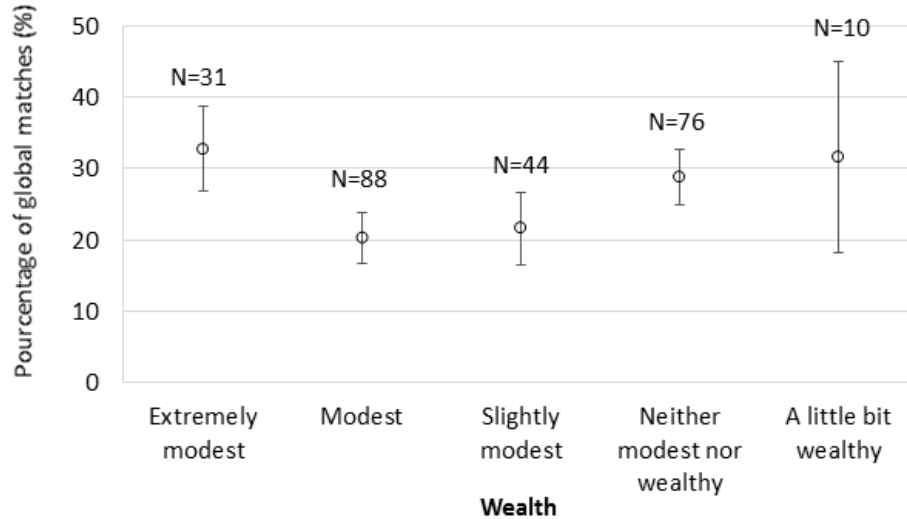 Pourcentage of global matches (%)
50
40
30
20
10
0
N=31
N=88
N=44
N=76
N=10
Extremely
modest
Modest
Slightly
modest
Neither
modest nor
wealthy
A little bit
wealthy
Wealth